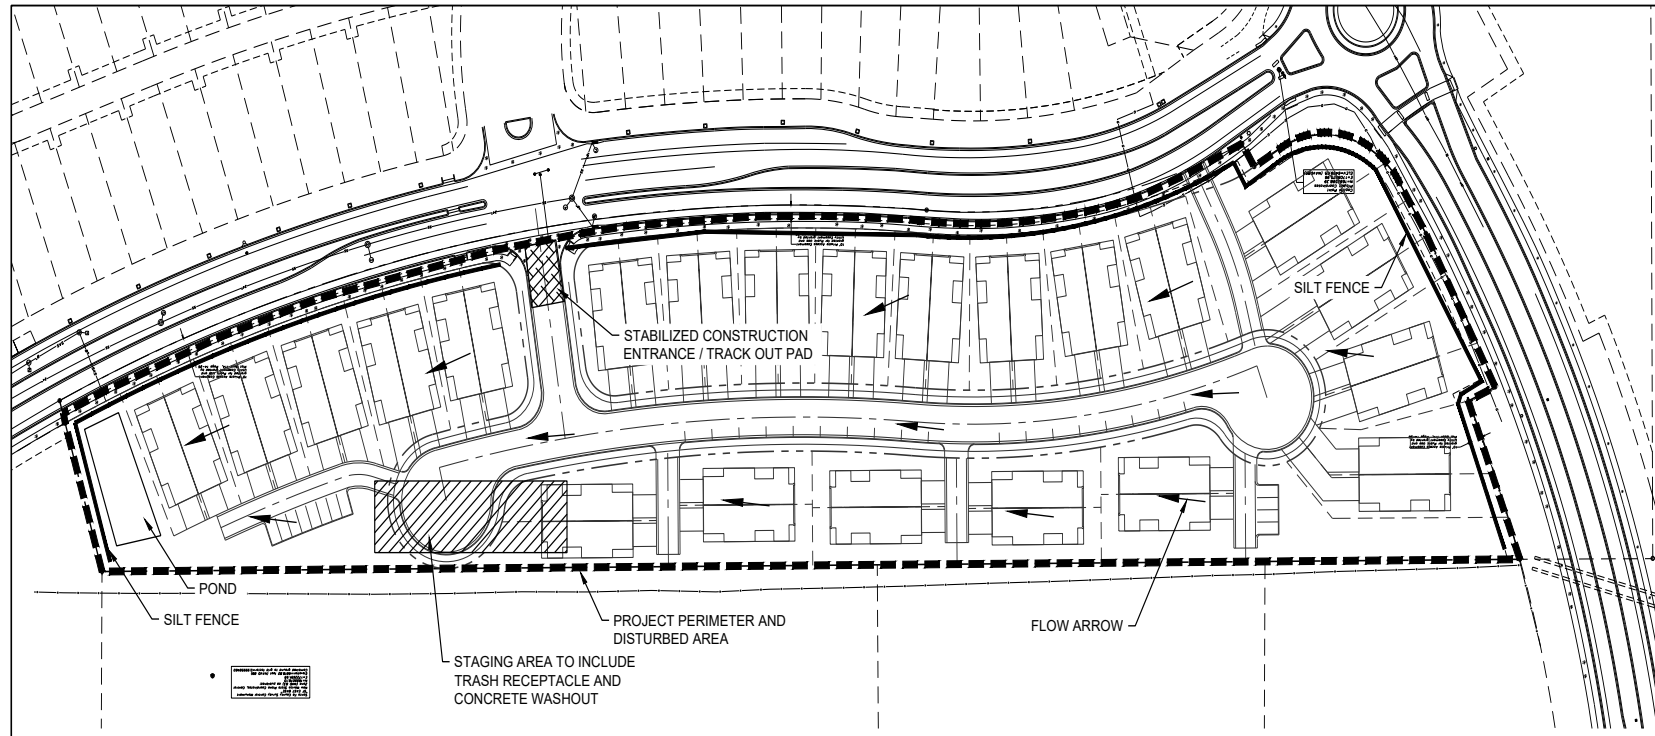 SILT FENCE
STABILIZED CONSTRUCTION
ENTRANCE / TRACK OUT PAD
POND
SILT FENCE
PROJECT PERIMETER AND
DISTURBED AREA
FLOW ARROW
STAGING AREA TO INCLUDE
TRASH RECEPTACLE AND
CONCRETE WASHOUT